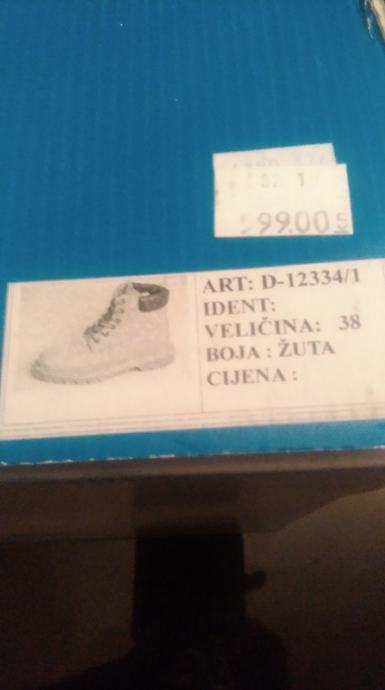 99.00
ART: D-12334/1
IDENT:
VELIČINA: 38
BOJA : ŽUTA
CIJENA :